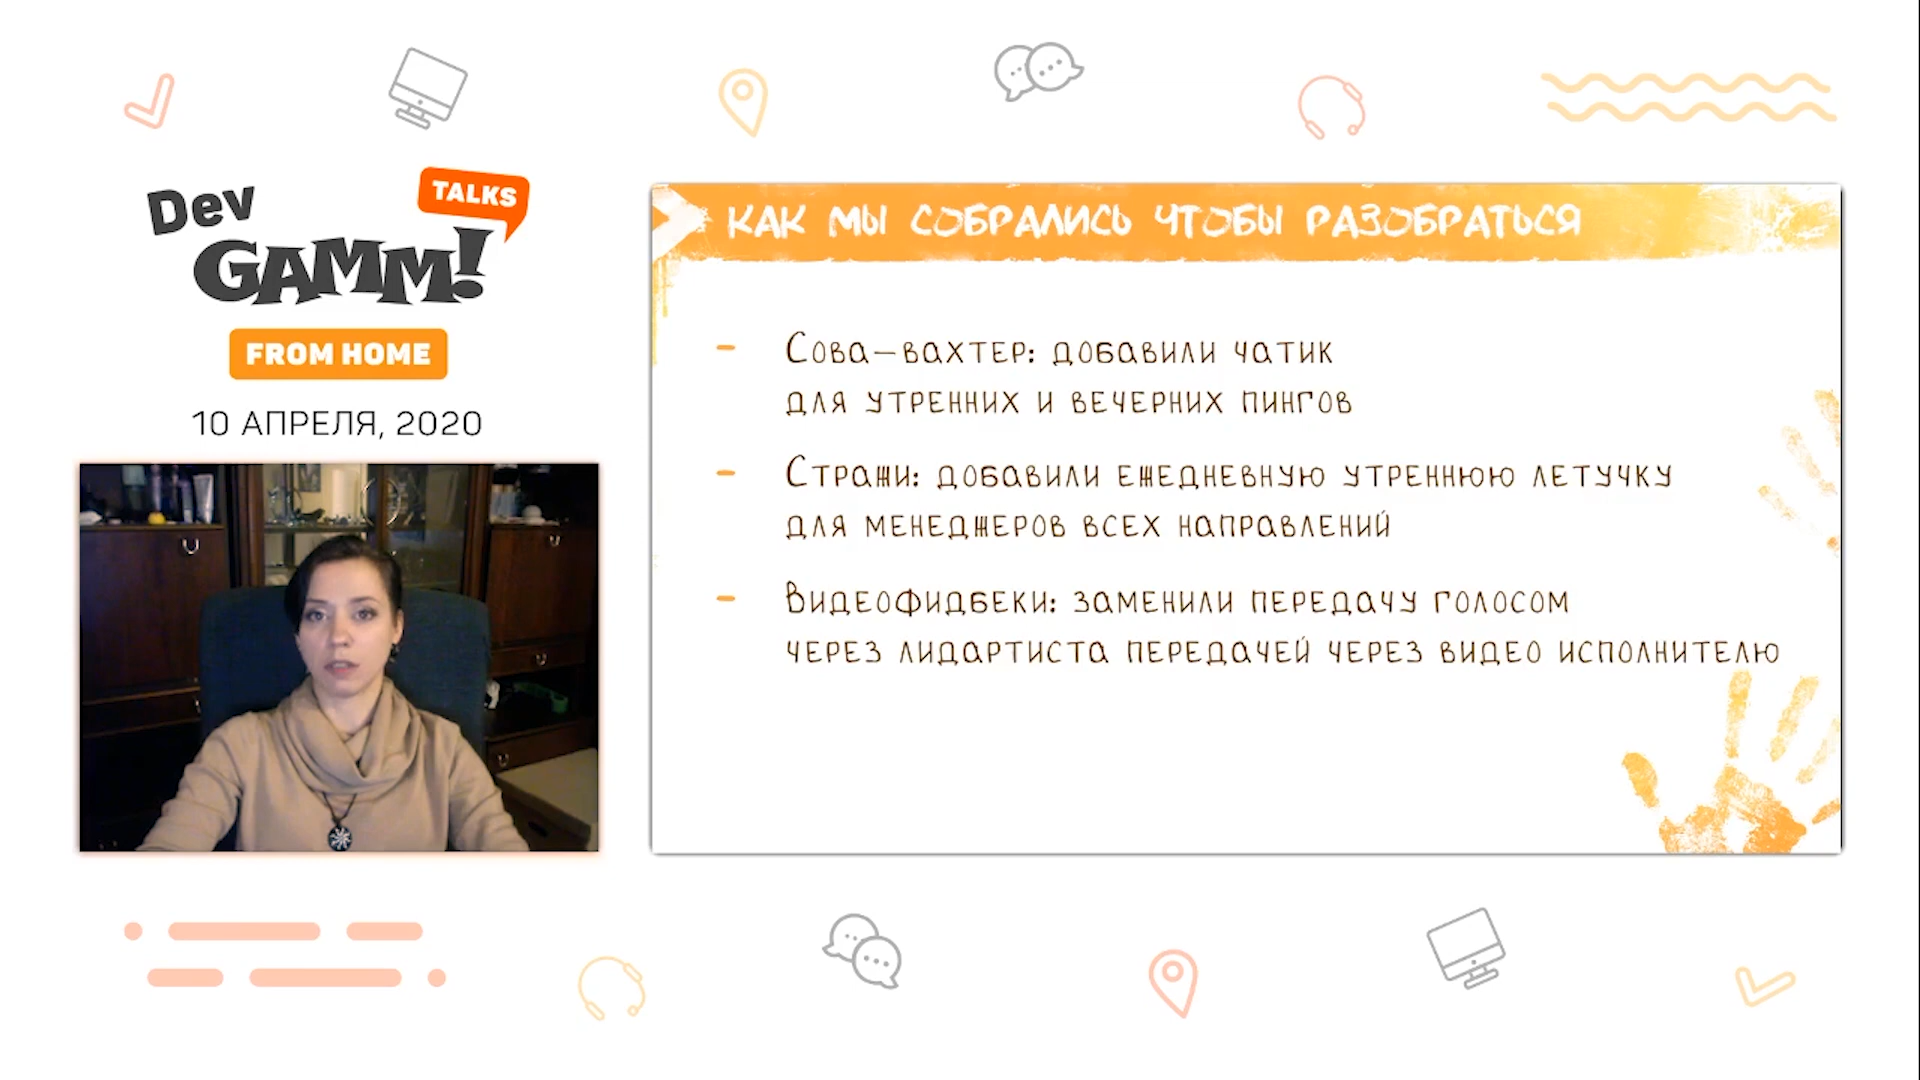 Dev
TALKS
GAMM!
FROM HOME
10 АПРЕЛЯ, 2020
КАК МЫ СОБРАЛИСЬ ЧТОБЫ РАЗОБРАТЬСЯ
- Сова-вахтер: добавили чатик
для утренних и вечерних пингов
- Стражи: добавили ежедневную утреннюю летучку
для менеджеров всех направлений
- Видеофидбеки: заменили передачу голосом
через лидартиста передачей через видео исполнителю